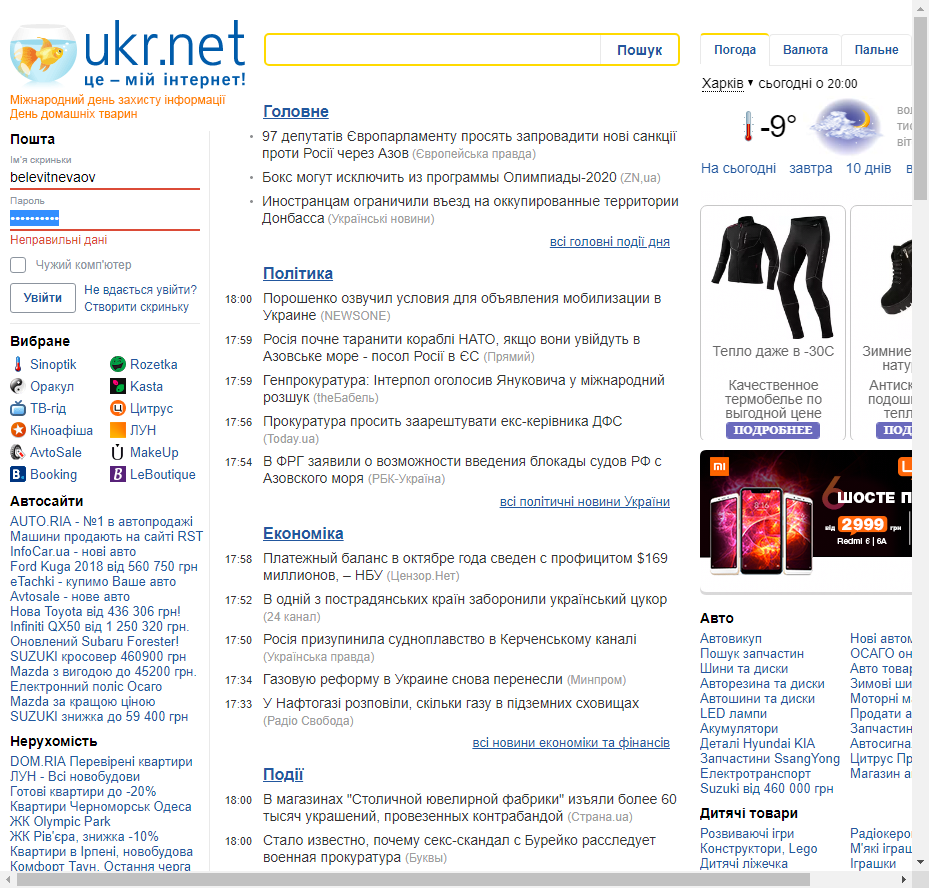 ukr.net
це – мій інтернет!
Міжнародний день захисту інформації
День домашніх тварин
Пошта
Ім'я скриньки
belevitnevaov
Пароль
Неправильні дані
Чужий комп'ютер
Увійти
Не вдається увійти?
Створити скриньку
Вибране
Sinoptik
Rozetka
Оракул
Kasta
ТВ-гід
Цитрус
Кіноафіша
ЛУН
AvtoSale
MakeUp
Booking
LeBoutique
Автосайти
AUTO.RIA - №1 в автопродажі
Машини продають на сайті RST
InfoCar.ua - нові авто
Ford Kuga 2018 від 560 750 грн
eTachki - купимо Ваше авто
Avtosale - нове авто
Нова Toyota від 436 306 грн!
Infiniti QX50 від 1 250 320 грн.
Оновлений Subaru Forester!
SUZUKI кросовер 460900 грн
Mazda з вигодою до 45200 грн.
Електронний поліс Осаго
Mazda за кращою ціною
SUZUKI знижка до 59 400 грн
Нерухомість
DOM.RIA Перевірені квартири
ЛУН - Всі новобудови
Готові квартири до -20%
Квартири Черноморськ Одеса
ЖК Olympic Park
ЖК Рів'єра, знижка -10%
Квартири в Ірпені, новобудова
Комфорт Таун. Остання черга
Пошук
Головне
97 депутатів Європарламенту просять запровадити нові санкції
проти Росії через Азов (Європейська правда)
Бокс могут исключить из программы Олимпиады-2020 (ZN,ua)
Иностранцам ограничили въезд на оккупированные территории
Донбасса (Українські новини)
всі головні події дня
Політика
18:00 Порошенко озвучил условия для объявления мобилизации в
Украине (NEWSONE)
17:59 Росія почне таранити кораблі НАТО, якщо вони увійдуть в
Азовське море - посол Росії в ЄС (Прямий)
17:59 Генпрокуратура: Інтерпол оголосив Януковича у міжнародний
розшук (theБабель)
17:56 Прокуратура просить заарештувати екс-керівника ДФС
(Today.ua)
17:54 В ФРГ заявили о возможности введения блокады судов РФ с
Азовского моря (РБК-Україна)
всі політичні новини України
Економіка
17:58 Платежный баланс в октябре года сведен с профицитом $169
миллионов, – НБУ (Цензор.Нет)
17:52 В одній з пострадянських країн заборонили український цукор
(24 канал)
17:50 Росія призупинила судноплавство в Керченському каналі
(Українська правда)
17:34 Газовую реформу в Украине снова перенесли (Минпром)
17:33 У Нафтогазі розповіли, скільки газу в підземних сховищах
(Радіо Свобода)
всі новини економіки та фінансів
Події
18:00 В магазинах "Столичной ювелирной фабрики" изъяли более 60
тысяч украшений, провезенных контрабандой (Страна.ua)
18:00 Стало известно, почему секс-скандал с Бурейко расследует
военная прокуратура (Буквы)
Погода Валюта Пальне
Харків ▼ сьогодні о 20:00
-9°
вол
тис
віт
На сьогодні завтра 10 днів в
Тепло даже в -30C
Качественное
термобелье по
выгодной цене
ПОДРОБНЕЕ
Зимние
нату
Антиск
подош
тепл
ПОД
mi
6
ШОСТЕ П
від 2999 грн
Redmi 6 | 6A
Авто
Автовикуп
Пошук запчастин
Шини та диски
Авторезина та диски
Автошини та диски
LED лампи
Акумулятори
Деталі Hyundai KIA
Запчастини SsangYong
Електротранспорт
Suzuki від 460 000 грн
Нові автом
ОСАГО он
Авто товар
Зимові ши
Моторні ма
Продати а
Запчастин
Автосигна
Цитрус Пр
Магазин а
Дитячі товари
Розвиваючі ігри
Конструктори, Lego
Дитячі ліжечка
Радіокеро
М'які іграш
Іграшки